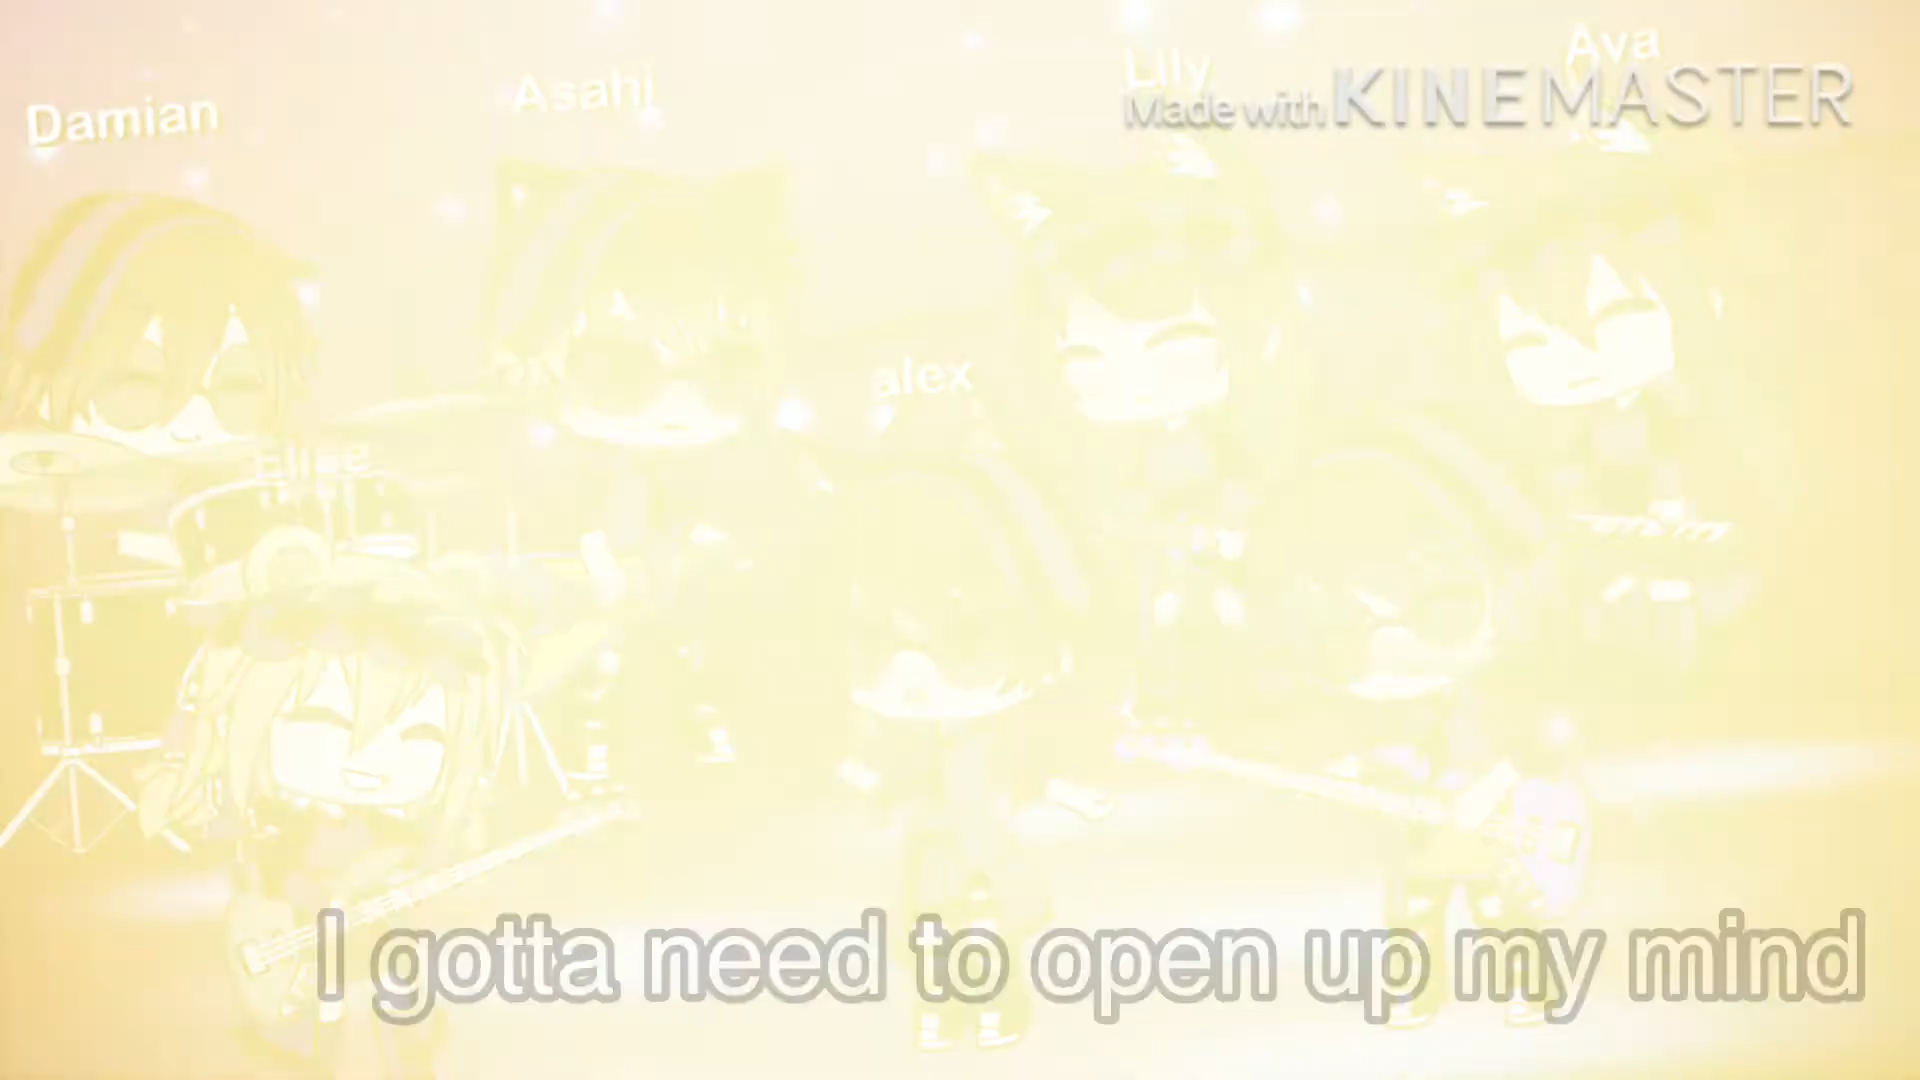 Ava
Lily
Made with KINEMASTER
Asahi
Damian
alex
I gotta need to open up my mind